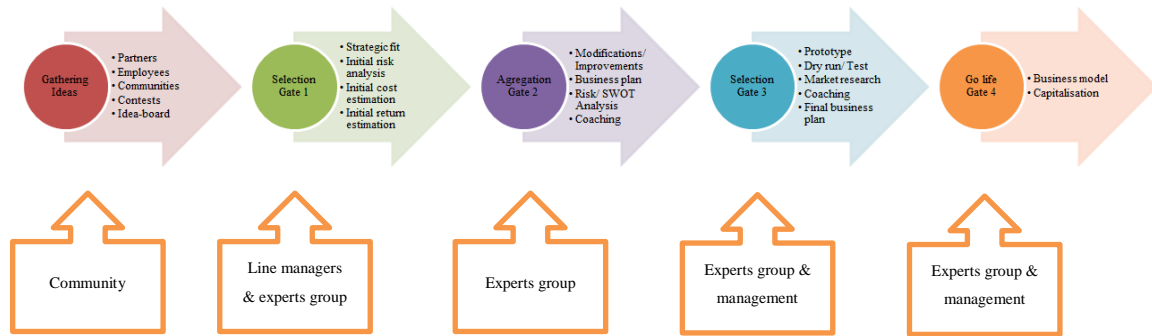 Gathering
Ideas
• Partners
• Employees
• Communities
• Contests
• Idea-board
Selection
Gate 1
• Strategic fit
• Initial risk
analysis
• Initial cost
estimation
• Initial return
estimation
Agregation
Gate 2
• Modifications/
Improvements
• Business plan
• Risk/ SWOT
Analysis
• Coaching
Selection
Gate 3
• Prototype
• Dry run/ Test
• Market research
• Coaching
• Final business
plan
Go life
Gate 4
• Business model
• Capitalisation
Community
Line managers
& experts group
Experts group
Experts group &
management
Experts group &
management